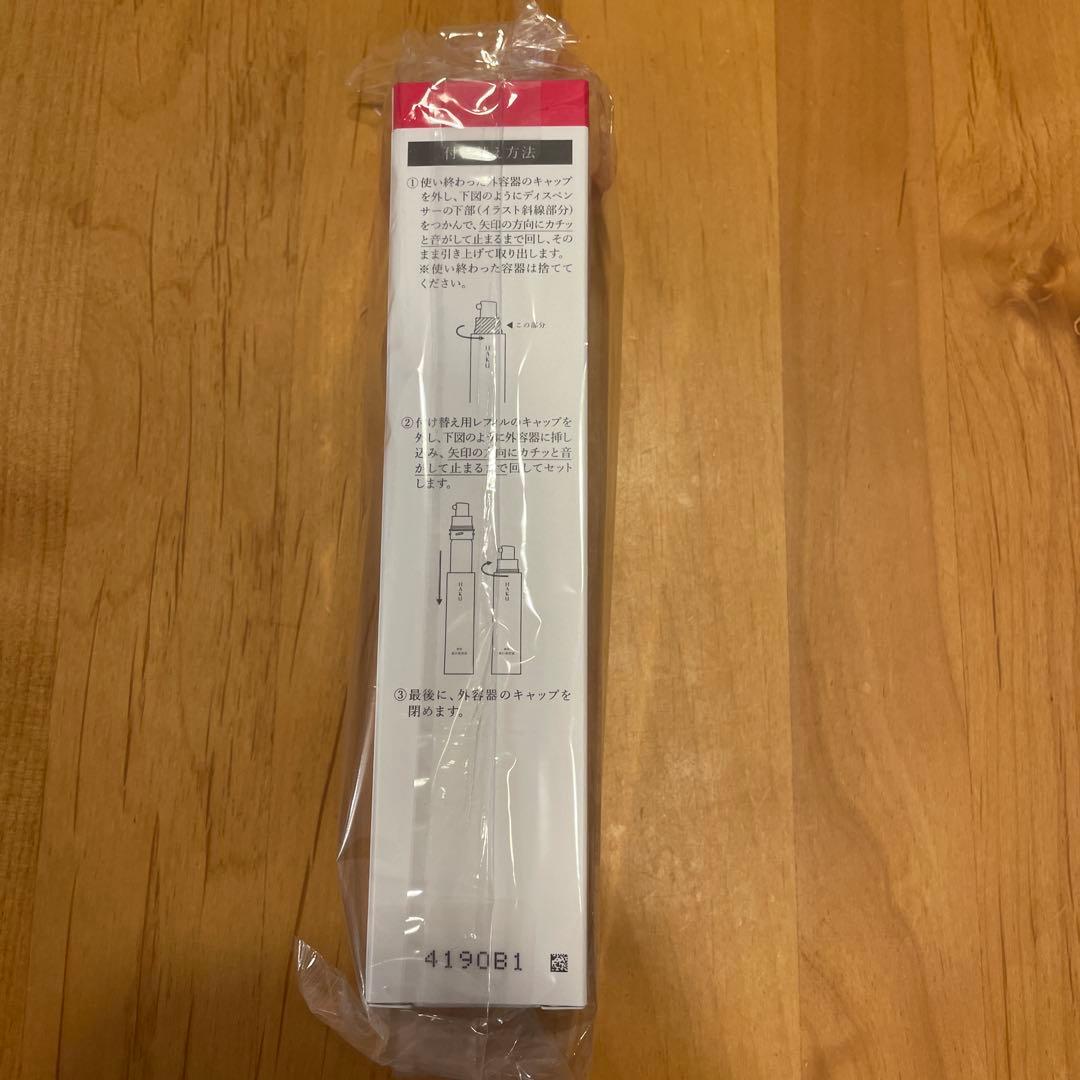 付け替え方法
①使い終わった外容器のキャップ
を外し、下図のようにディスペン
サーの下部(イラスト斜線部分)
をつかんで、矢印の方向にカチッ
と音がして止まるまで回し、その
まま引き上げて取り出します。
※使い終わった容器は捨てて
ください。
◀この部分
HAKU
②付け替え用レフィルのキャップを
外し、下図のように外容器に挿し
込み、矢印の方向にカチッと音
がして止まるまで回してセット
します。
HAKU
HAKU
③最後に、外容器のキャップを
閉めます。
4190B1